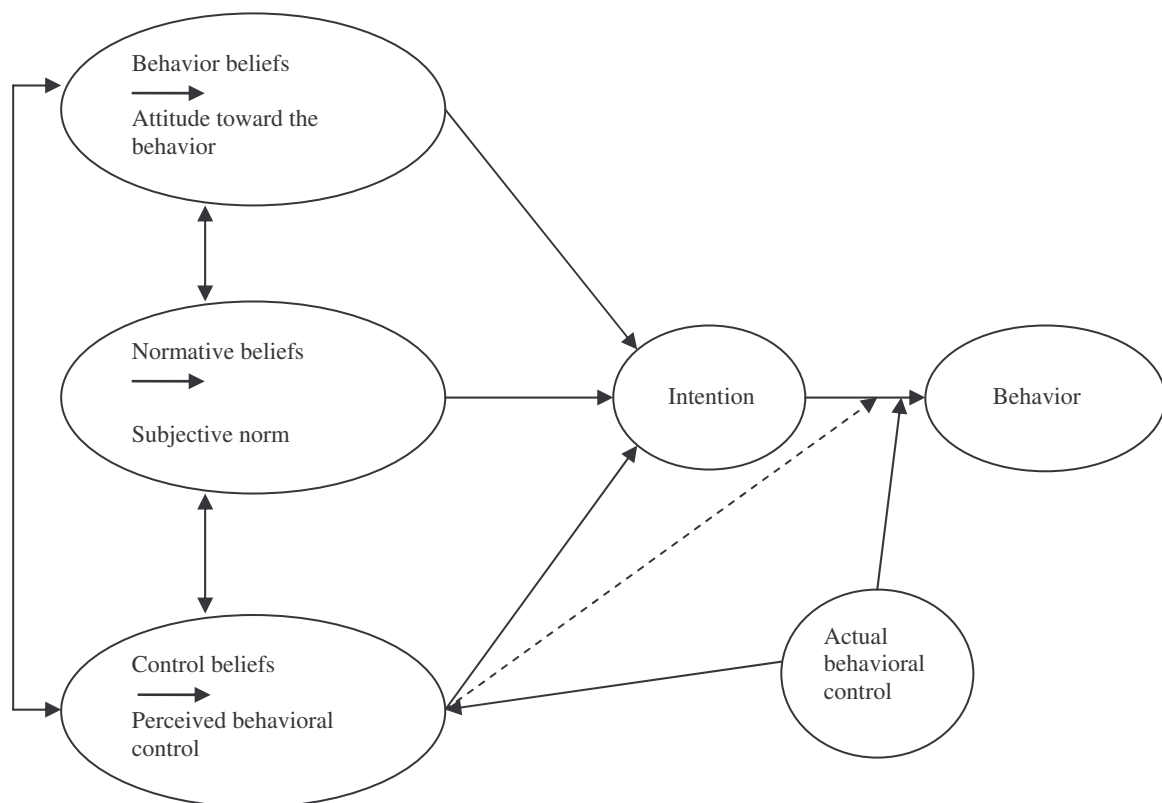 Behavior beliefs
Attitude toward the
behavior
Normative beliefs
Subjective norm
Intention
Behavior
Control beliefs
Perceived behavioral
control
Actual
behavioral
control